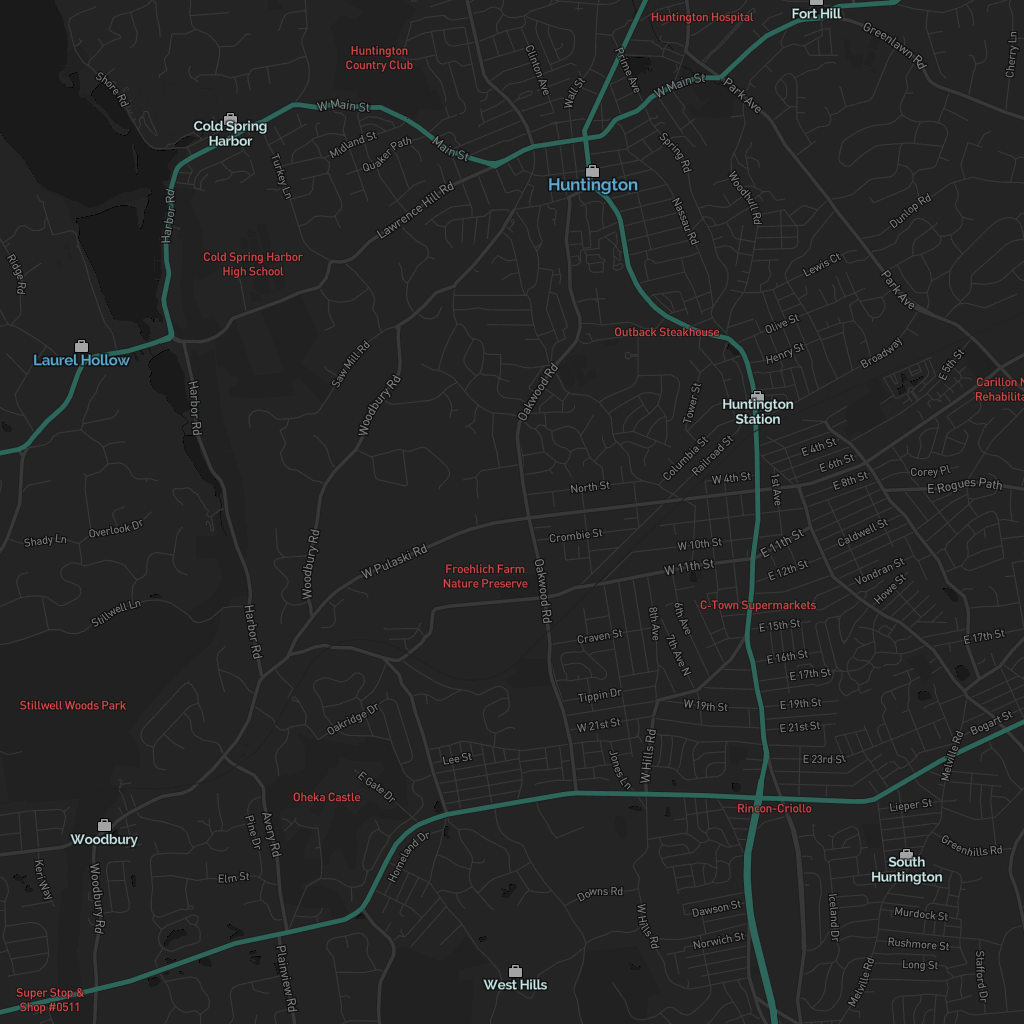 Fort Hill
Huntington Hospital
Greenlawn Rd
Cherry Ln
Huntington
Country Club
Clinton Ave
Prime Ave
Wall St
W Main St
Park Ave
Shore Rd
W Main St
Cold Spring
Harbor
Midland St
Quaker Path
Main St
Spring Rd
Turkey Ln
Huntington
Woodhull Rd
Lawrence Hill Rd
Nassau Rd
Dunlop Rd
Harbor Rd
Ridge Rd
Cold Spring Harbor
High School
Lewis Ct
Park Ave
Outback Steakhouse
Olive St
Laurel Hollow
Henry St
Broadway
E 5th St
Saw Mill Rd
Carillon N
Rehabilita
Harbor Rd
Woodbury Rd
Oakwood Rd
Tower St
Huntington
Station
E 4th St
Columbia St
Railroad St
E 6th St
Corey Pl
W 4th St
E 8th St
1st Ave
North St
E Rogues Path
Overlook Dr
Shady Ln
Crombie St
Caldwell St
W 10th St
E 11th St
Woodbury Rd
W Pulaski Rd
Froehlich Farm
Nature Preserve
Oakwood Rd
W 11th St
E 12th St
Vondran St
Howe St
Stillwell Ln
C-Town Supermarkets
8th Ave
6th Ave
Harbor Rd
Craven St
E 15th St
E 17th St
7th Ave N
E 16th St
E 17th St
Stillwell Woods Park
Tippin Dr
W 19th St
E 19th St
Oakridge Dr
W 21st St
E 21st St
Bogart St
Melville Rd
W Hills Rd
Lee St
Jones Ln
E 23rd St
E Gate Dr
Oheka Castle
Rincon-Criollo
Lieper St
Woodbury
Pine Dr
Avery Rd
Homeland Dr
Greenhills Rd
South
Huntington
Keri Way
Elm St
Woodbury Rd
Downs Rd
Dawson St
Iceland Dr
Murdock St
W Hills Rd
Norwich St
Rushmore St
Long St
Plainview Rd
West Hills
Melville Rd
Stafford Dr
Super Stop &
Shop #0511